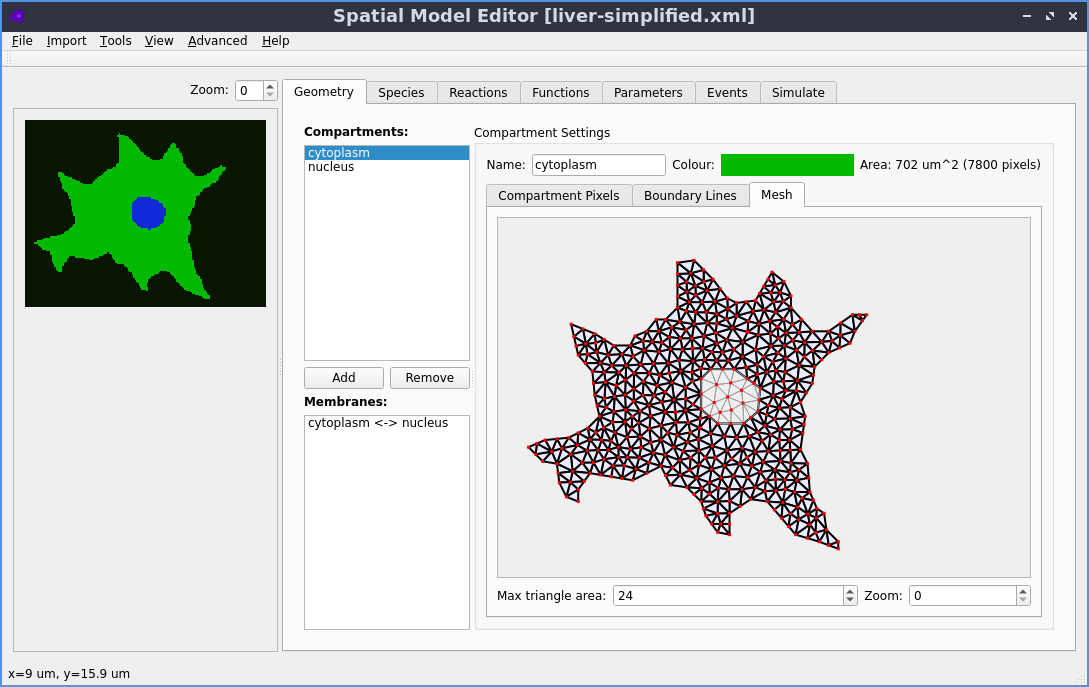 Spatial Model Editor [liver-simplified.xml]
File Import Tools View Advanced Help
Zoom: 0
Geometry Species Reactions Functions Parameters Events Simulate
Compartments:
cytoplasm
nucleus
Add Remove
Membranes:
cytoplasm <-> nucleus
Compartment Settings
Name: cytoplasm Colour: Area: 702 um^2 (7800 pixels)
Compartment Pixels Boundary Lines Mesh
Max triangle area: 24 Zoom: 0
x=9 um, y=15.9 um